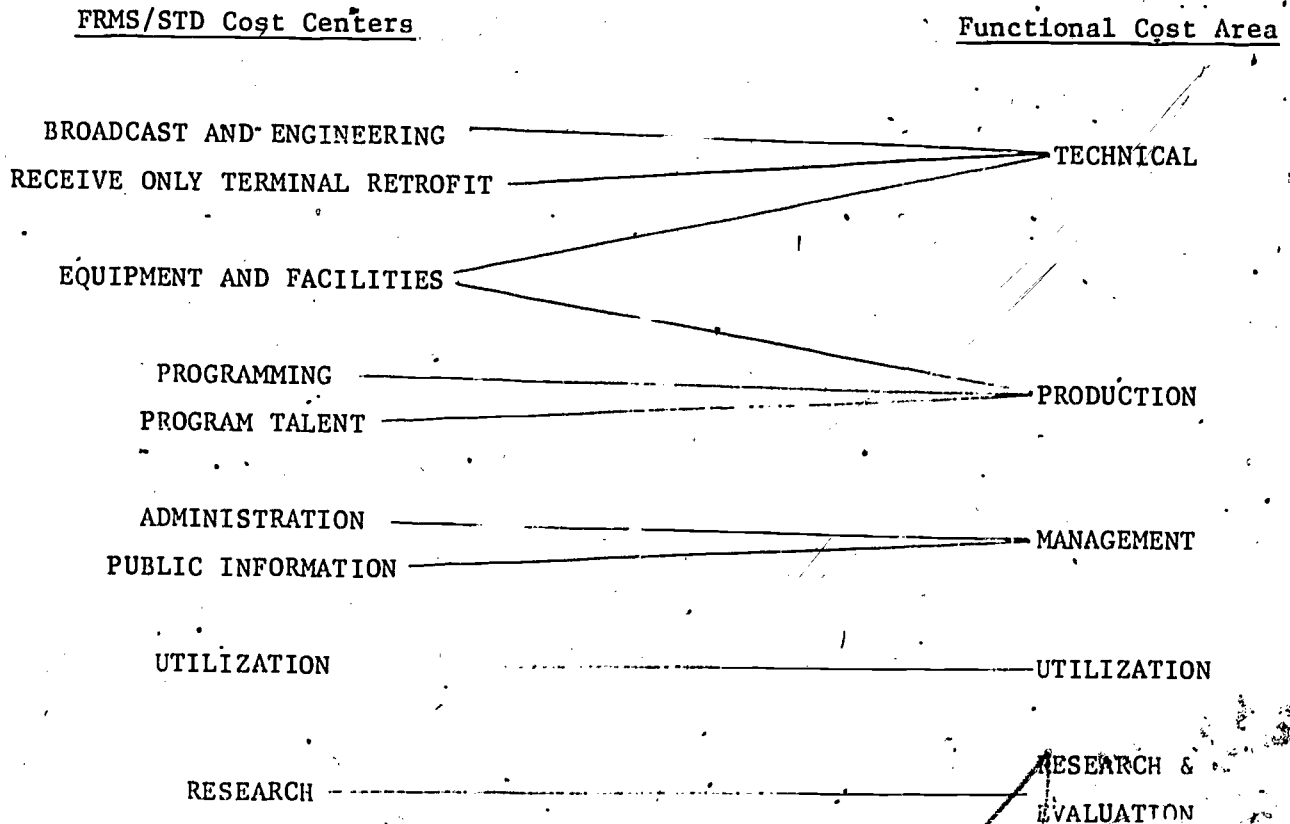 FRMS/STD Cost Centers
Functional Cost Area
BROADCAST AND ENGINEERING
TECHNICAL
RECEIVE ONLY TERMINAL RETROFIT
EQUIPMENT AND FACILITIES
PROGRAMMING
PRODUCTION
PROGRAM TALENT
ADMINISTRATION
MANAGEMENT
PUBLIC INFORMATION
UTILIZATION
UTILIZATION
RESEARCH &
RESEARCH
EVALUATION